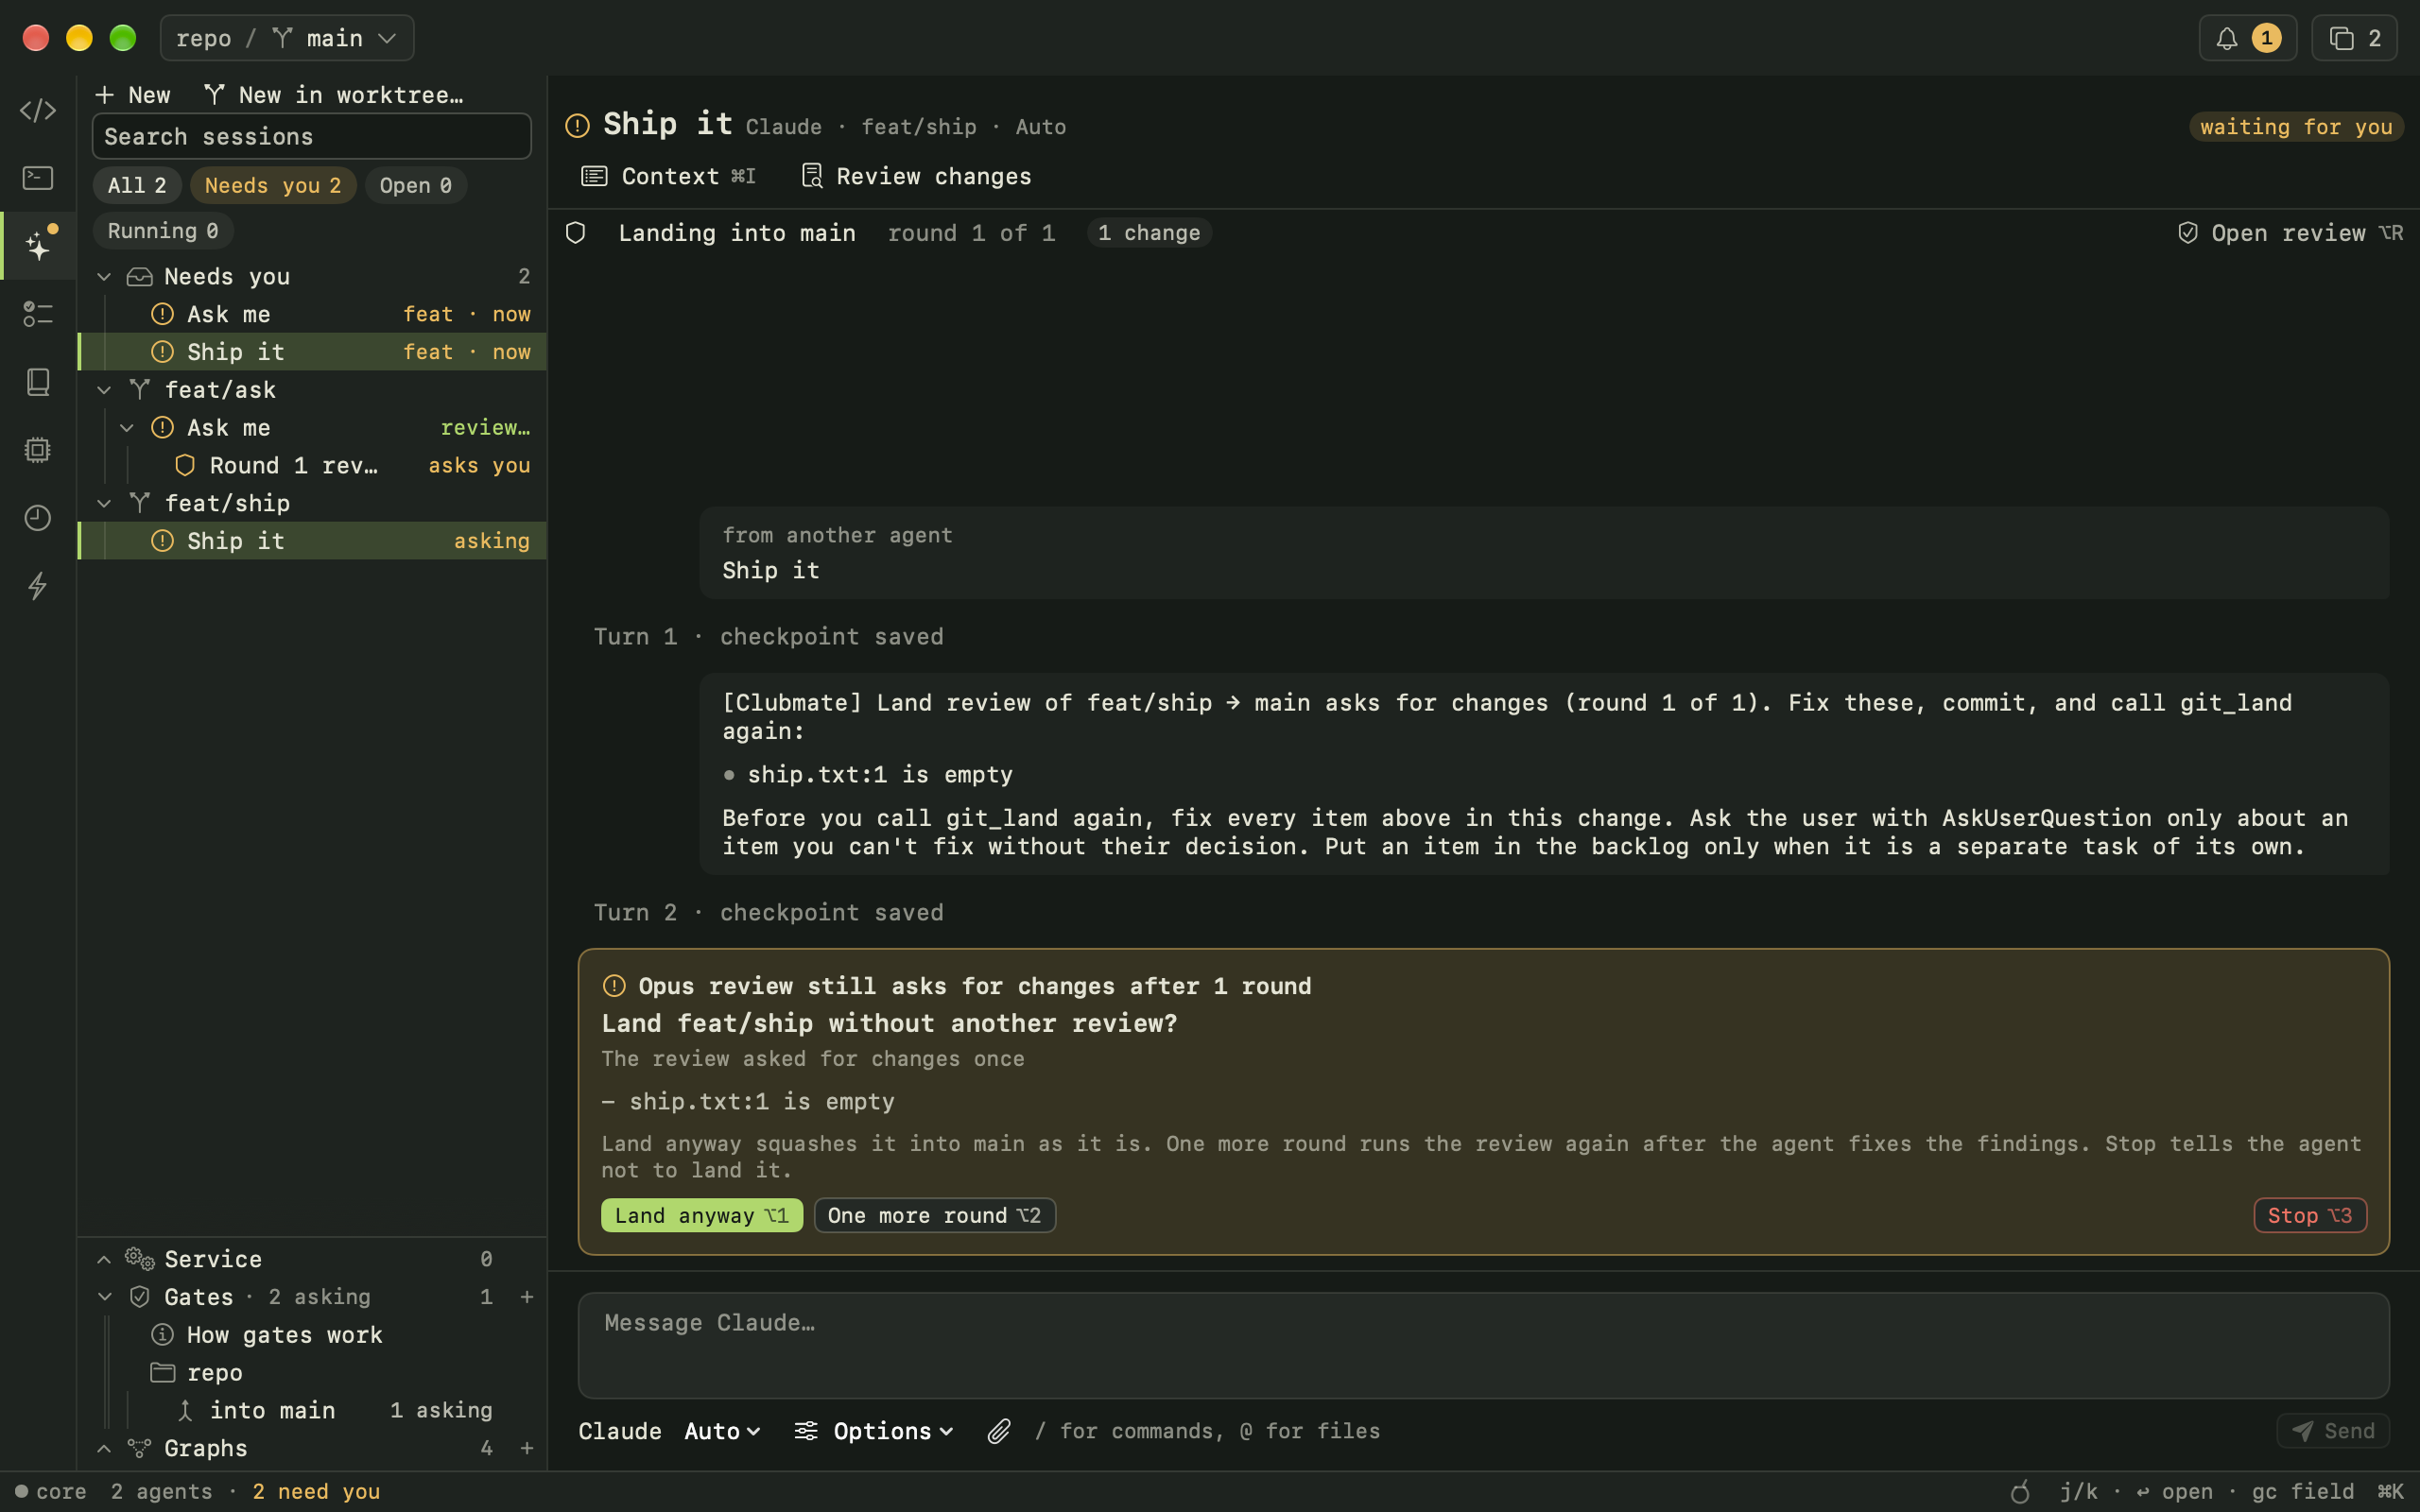 repo / main
1
2
New New in worktree…
Search sessions
All 2 Needs you 2 Open 0
Running 0
Needs you 2
Ask me feat · now
Ship it feat · now
feat/ask
Ask me review…
Round 1 rev… asks you
feat/ship
Ship it asking
Service 0
Gates · 2 asking 1 +
How gates work
repo
into main 1 asking
Graphs 4 +
Ship it Claude · feat/ship · Auto
waiting for you
Context ⌘I Review changes
Landing into main round 1 of 1 1 change
Open review ⌥R
from another agent
Ship it
Turn 1 · checkpoint saved
[Clubmate] Land review of feat/ship → main asks for changes (round 1 of 1). Fix these, commit, and call git_land
again:
• ship.txt:1 is empty
Before you call git_land again, fix every item above in this change. Ask the user with AskUserQuestion only about an
item you can't fix without their decision. Put an item in the backlog only when it is a separate task of its own.
Turn 2 · checkpoint saved
Opus review still asks for changes after 1 round
Land feat/ship without another review?
The review asked for changes once
— ship.txt:1 is empty
Land anyway squashes it into main as it is. One more round runs the review again after the agent fixes the findings. Stop tells the agent
not to land it.
Land anyway ⌥1 One more round ⌥2 Stop ⌥3
Message Claude…
Claude Auto Options / for commands, @ for files
Send
core 2 agents · 2 need you
j/k · ↩ open · gc field ⌘K